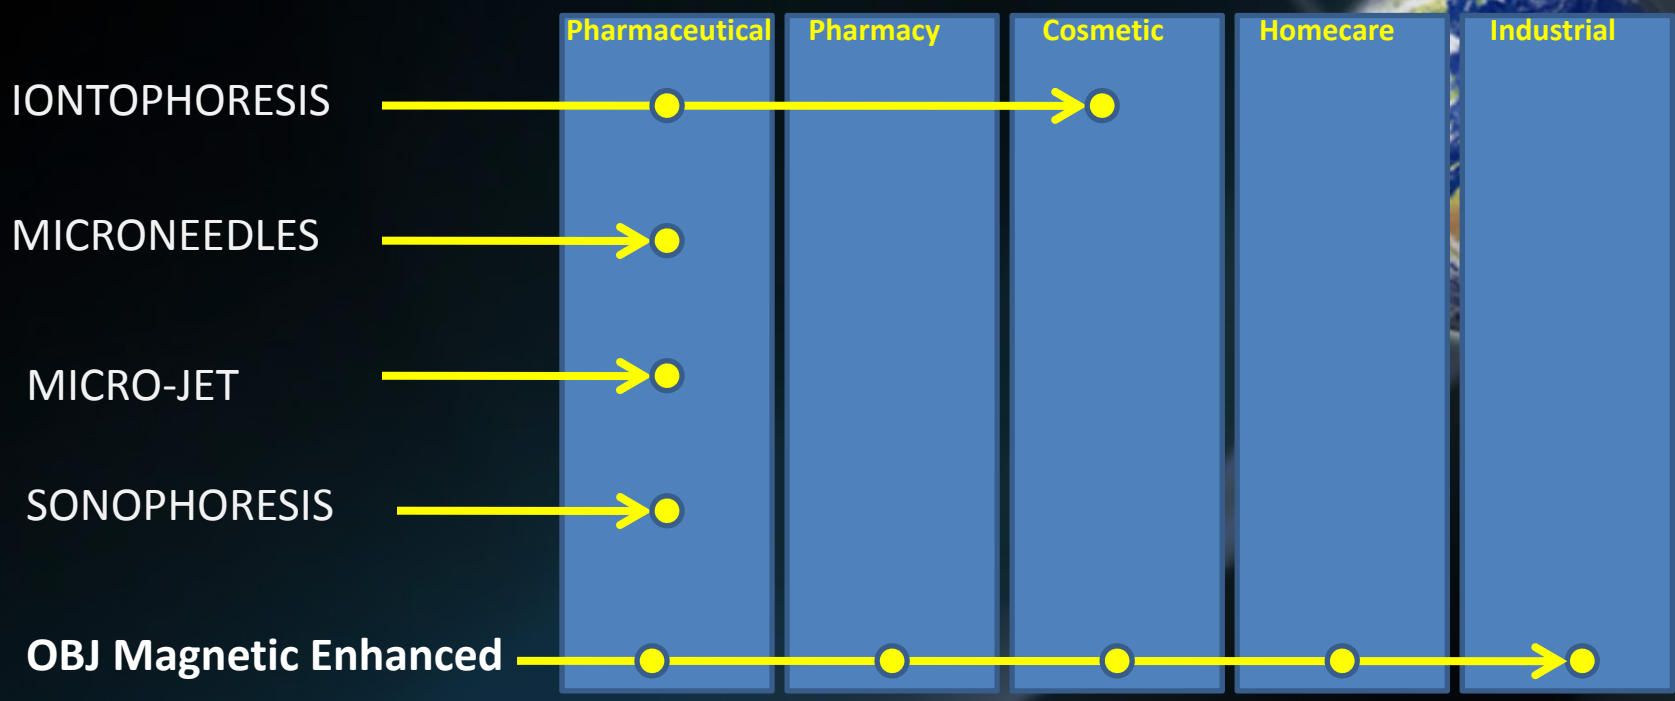 Pharmaceutical Pharmacy Cosmetic Homecare Industrial
IONTOPHORESIS
MICRONEEDLES
MICRO-JET
SONOPHORESIS
OBJ Magnetic Enhanced